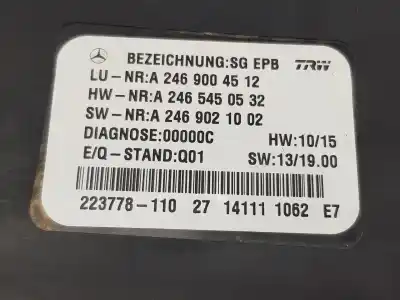 BEZEICHNUNG:SG EPB TRW
LU-NR:A 246 900 45 12
HW-NR:A 246 545 05 32
SW-NR:A 246 902 10 02
DIAGNOSE:00000C HW:10/15
E/Q-STAND:Q01 SW:13/19.00
223778-110 27 14111 1062 E7